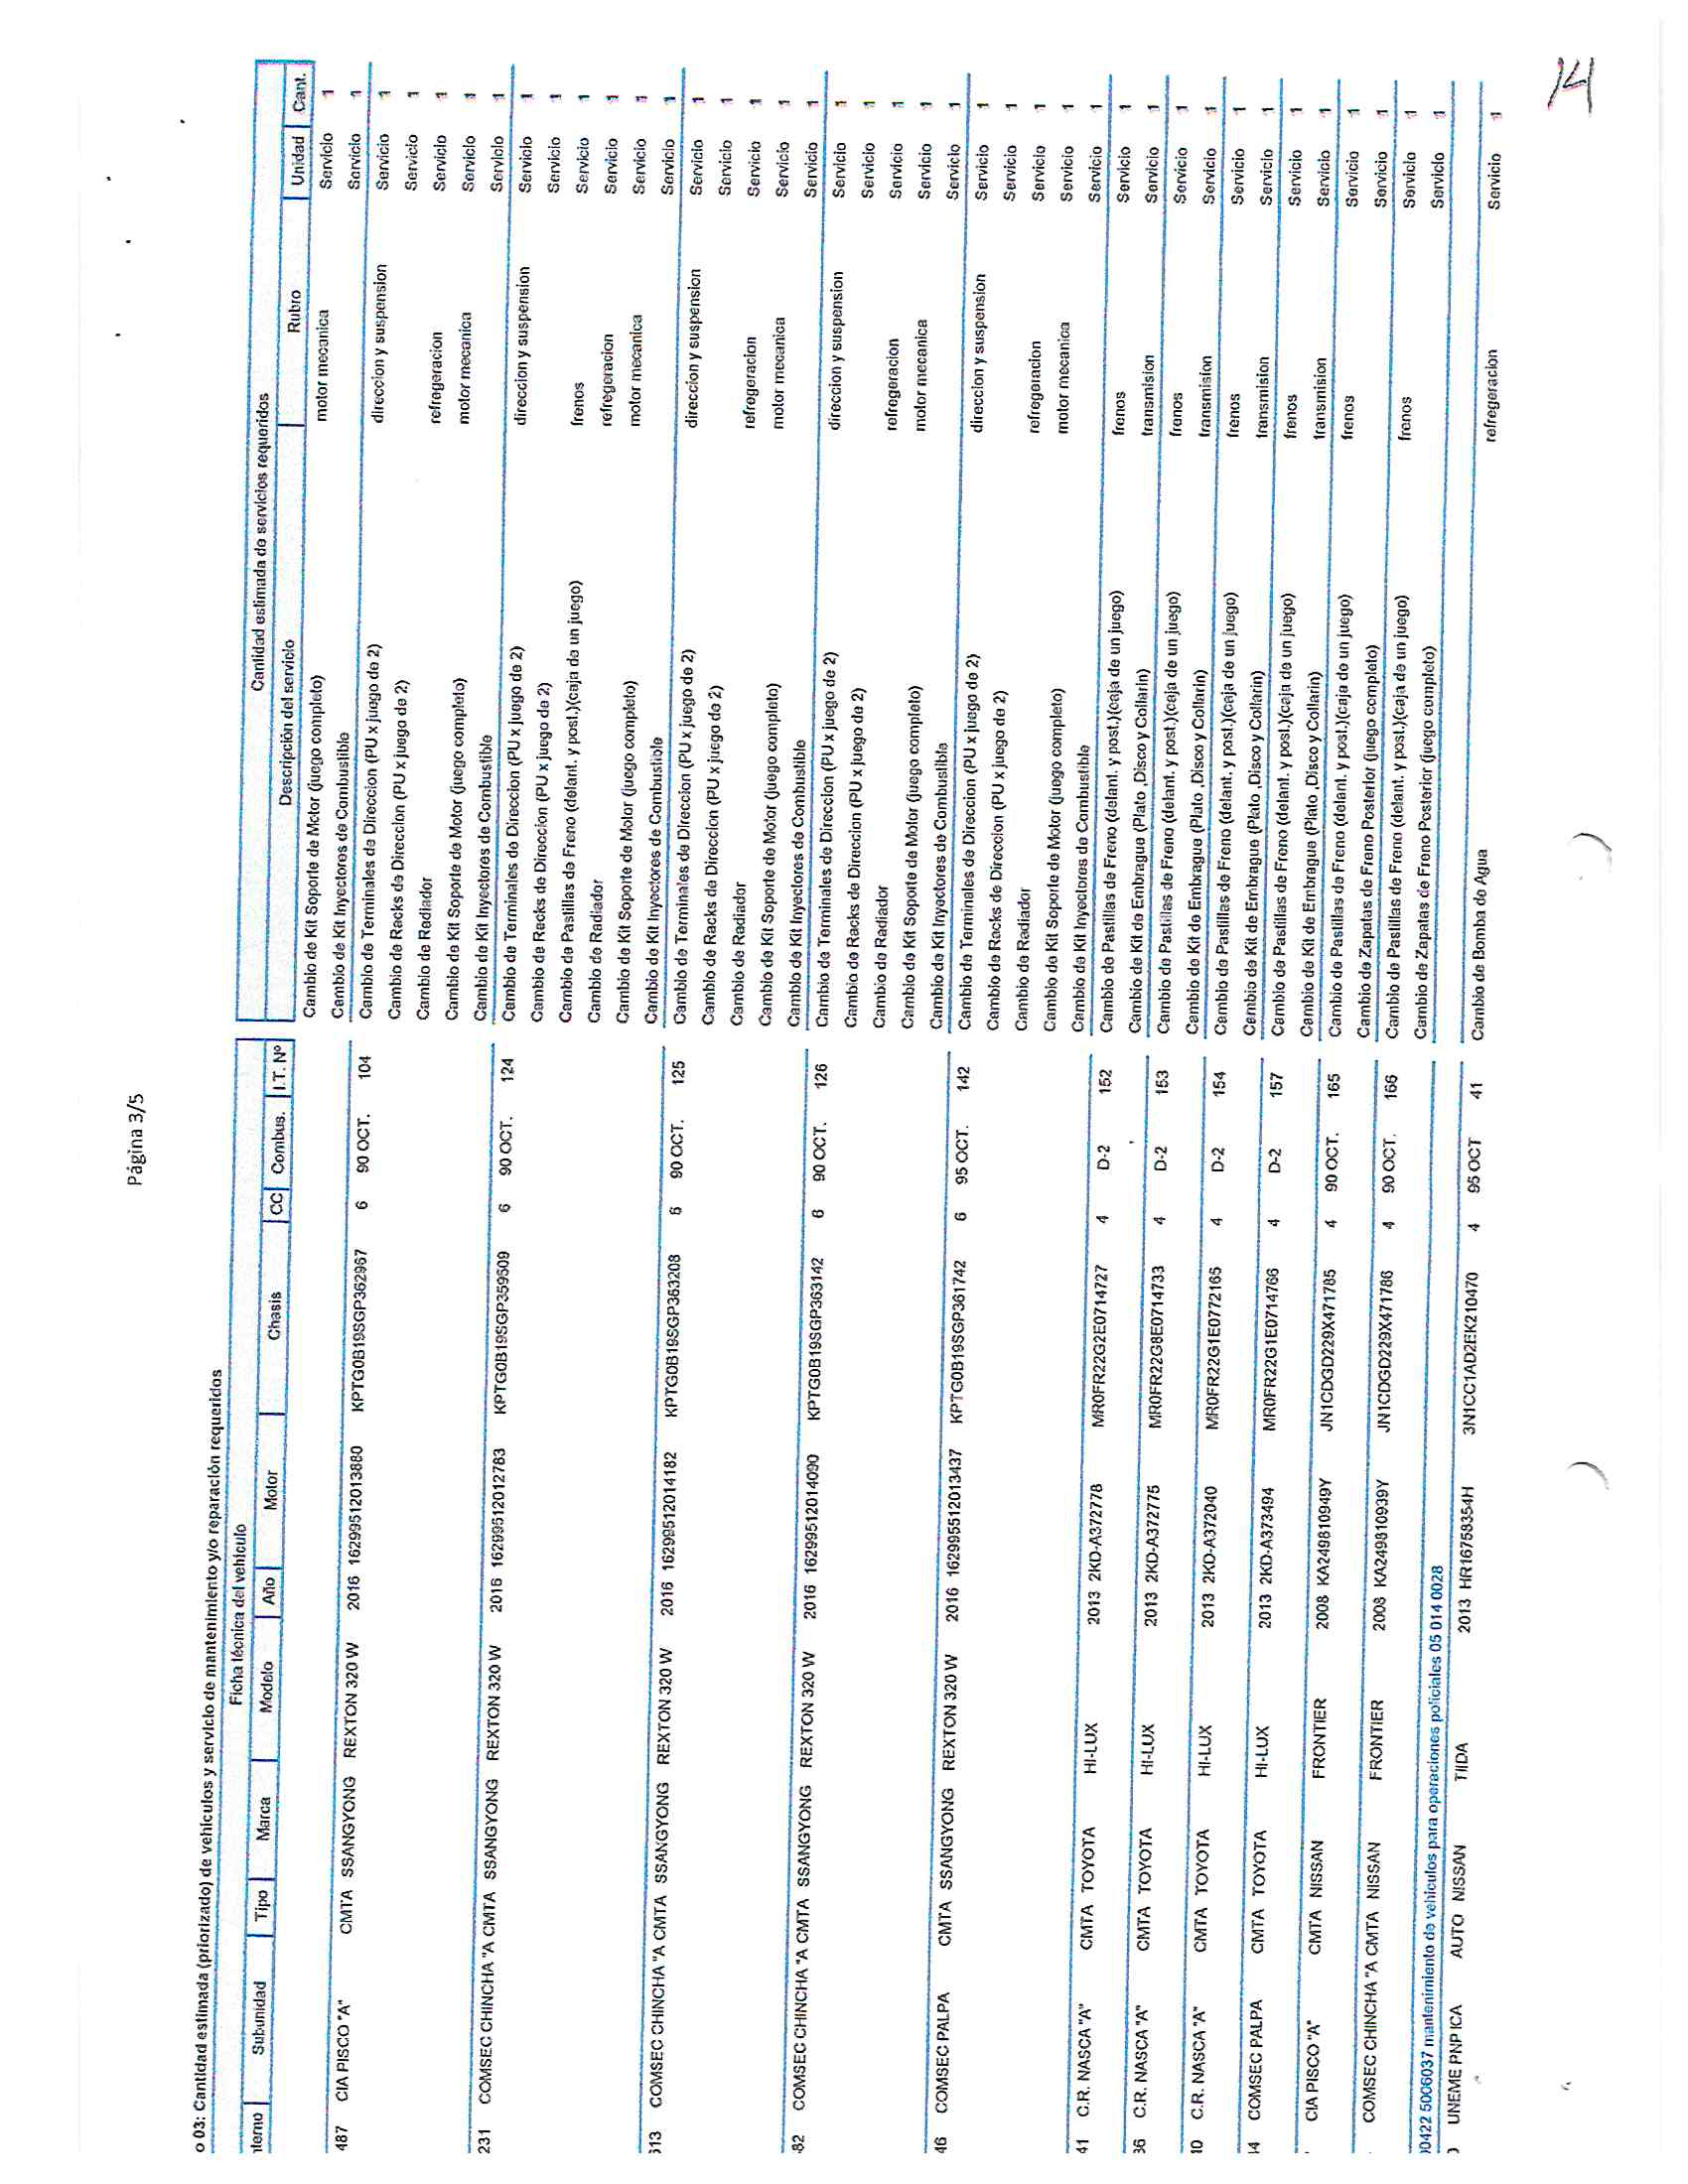 Página 3/5
14
o 03: Cantidad estimada (priorizado) de vehiculos y servicio de mantenimiento y/o reparación requeridos
Ficha técnica del vehículo Cantidad estimada de servicios requeridos
nterno Subunidad Tipo Marca Modelo Año Motor Chasis CC Combus. I.T. Nº Descripción del servicio Rubro Unidad Cant.
Cambio de Kit Soporte de Motor (juego completo) motor mecanica Servicio 1
487 CIA PISCO "A" CMTA SSANGYONG REXTON 320 W 2016 16299512013880 KPTG0B19SGP362967 6 90 OCT. 104 Cambio de Kit Inyectores de Combustible Servicio 1
Cambio de Terminales de Direccion (PU x juego de 2) direccion y suspension Servicio 1
Cambio de Racks de Direccion (PU x juego de 2) Servicio 1
Cambio de Radiador refrigeracion Servicio 1
Cambio de Kit Soporte de Motor (juego completo) motor mecanica Servicio 1
231 COMSEC CHINCHA "A CMTA SSANGYONG REXTON 320 W 2016 16299512012783 KPTG0B19SGP359509 6 90 OCT. 124 Cambio de Kit Inyectores de Combustible Servicio 1
Cambio de Terminales de Direccion (PU x juego de 2) direccion y suspension Servicio 1
Cambio de Racks de Direccion (PU x juego de 2) Servicio 1
Cambio de Pastillas de Freno (delant. y post.)(caja de un juego) frenos Servicio 1
Cambio de Radiador refrigeracion Servicio 1
Cambio de Kit Soporte de Motor (juego completo) motor mecanica Servicio 1
513 COMSEC CHINCHA "A CMTA SSANGYONG REXTON 320 W 2016 16299512014182 KPTG0B19SGP363208 6 90 OCT. 125 Cambio de Kit Inyectores de Combustible Servicio 1
Cambio de Terminales de Direccion (PU x juego de 2) direccion y suspension Servicio 1
Cambio de Racks de Direccion (PU x juego de 2) Servicio 1
Cambio de Radiador refrigeracion Servicio 1
Cambio de Kit Soporte de Motor (juego completo) motor mecanica Servicio 1
82 COMSEC CHINCHA "A CMTA SSANGYONG REXTON 320 W 2016 16299512014090 KPTG0B19SGP363142 6 90 OCT. 126 Cambio de Kit Inyectores de Combustible Servicio 1
Cambio de Terminales de Direccion (PU x juego de 2) direccion y suspension Servicio 1
Cambio de Racks de Direccion (PU x juego de 2) Servicio 1
Cambio de Radiador refrigeracion Servicio 1
Cambio de Kit Soporte de Motor (juego completo) motor mecanica Servicio 1
46 COMSEC PALPA CMTA SSANGYONG REXTON 320 W 2016 162995512013437 KPTG0B19SGP361742 6 95 OCT. 142 Cambio de Kit Inyectores de Combustible Servicio 1
Cambio de Terminales de Direccion (PU x juego de 2) direccion y suspension Servicio 1
Cambio de Racks de Direccion (PU x juego de 2) Servicio 1
Cambio de Radiador refrigeracion Servicio 1
Cambio de Kit Soporte de Motor (juego completo) motor mecanica Servicio 1
41 C.R. NASCA "A" CMTA TOYOTA HI-LUX 2013 2KD-A372778 MR0FR22G2E0714727 4 D-2 152 Cambio de Kit Inyectores de Combustible Servicio 1
Cambio de Pastillas de Freno (delant. y post.)(caja de un juego) frenos Servicio 1
36 C.R. NASCA "A" CMTA TOYOTA HI-LUX 2013 2KD-A372775 MR0FR22G8E0714733 4 D-2 153 Cambio de Kit de Embrague (Plato ,Disco y Collarin) transmision Servicio 1
Cambio de Pastillas de Freno (delant. y post.)(caja de un juego) frenos Servicio 1
10 C.R. NASCA "A" CMTA TOYOTA HI-LUX 2013 2KD-A372040 MR0FR22G1E0772165 4 D-2 154 Cambio de Kit de Embrague (Plato ,Disco y Collarin) transmision Servicio 1
Cambio de Pastillas de Freno (delant. y post.)(caja de un juego) frenos Servicio 1
14 COMSEC PALPA CMTA TOYOTA HI-LUX 2013 2KD-A373494 MR0FR22G1E0714766 4 D-2 157 Cambio de Kit de Embrague (Plato ,Disco y Collarin) transmision Servicio 1
Cambio de Pastillas de Freno (delant. y post.)(caja de un juego) frenos Servicio 1
CIA PISCO "A" CMTA NISSAN FRONTIER 2008 KA249810949Y JN1CDGD229X471785 4 90 OCT. 165 Cambio de Kit de Embrague (Plato ,Disco y Collarin) transmision Servicio 1
Cambio de Pastillas de Freno (delant. y post.)(caja de un juego) frenos Servicio 1
COMSEC CHINCHA "A CMTA NISSAN FRONTIER 2008 KA249810939Y JN1CDGD229X471786 4 90 OCT. 166 Cambio de Zapatas de Freno Posterior (juego completo) Servicio 1
Cambio de Pastillas de Freno (delant. y post.)(caja de un juego) frenos Servicio 1
Cambio de Zapatas de Freno Posterior (juego completo) Servicio 1
00422 5006037 mantenimiento de vehiculos para operaciones policiales 05 014 0028
UNEME PNP ICA AUTO NISSAN TIIDA 2013 HR16758354H 3N1CC1AD2EK210470 4 95 OCT 41 Cambio de Bomba de Agua refregeracion Servicio 1